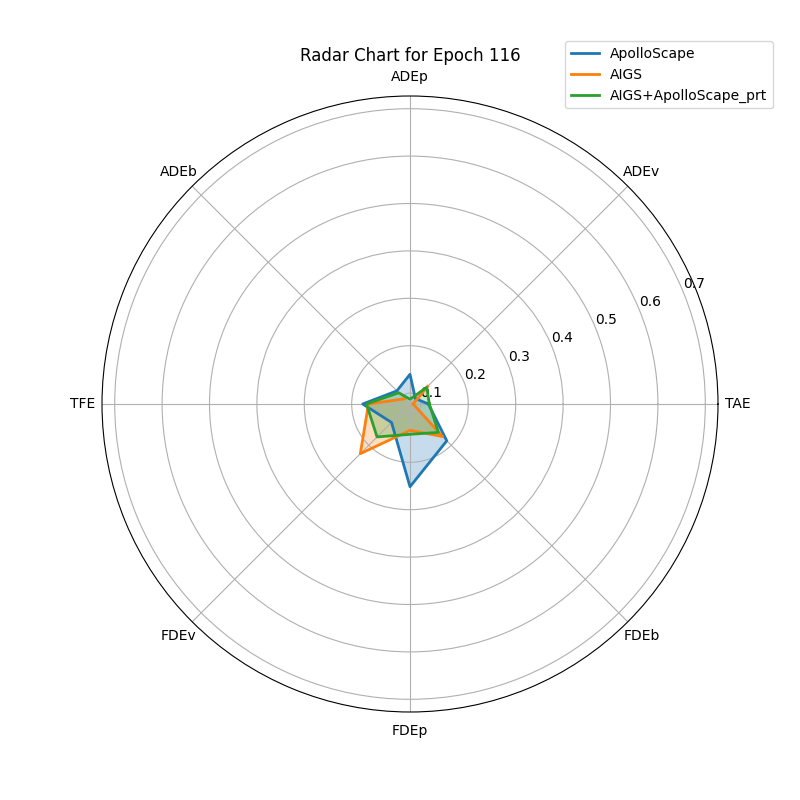 Radar Chart for Epoch 116
ApolloScape
AIGS
AIGS+ApolloScape_prt
ADEp
ADEb
ADEv
0.7
0.6
0.5
0.4
0.3
0.2
0.1
TFE
TAE
FDEv
FDEb
FDEp